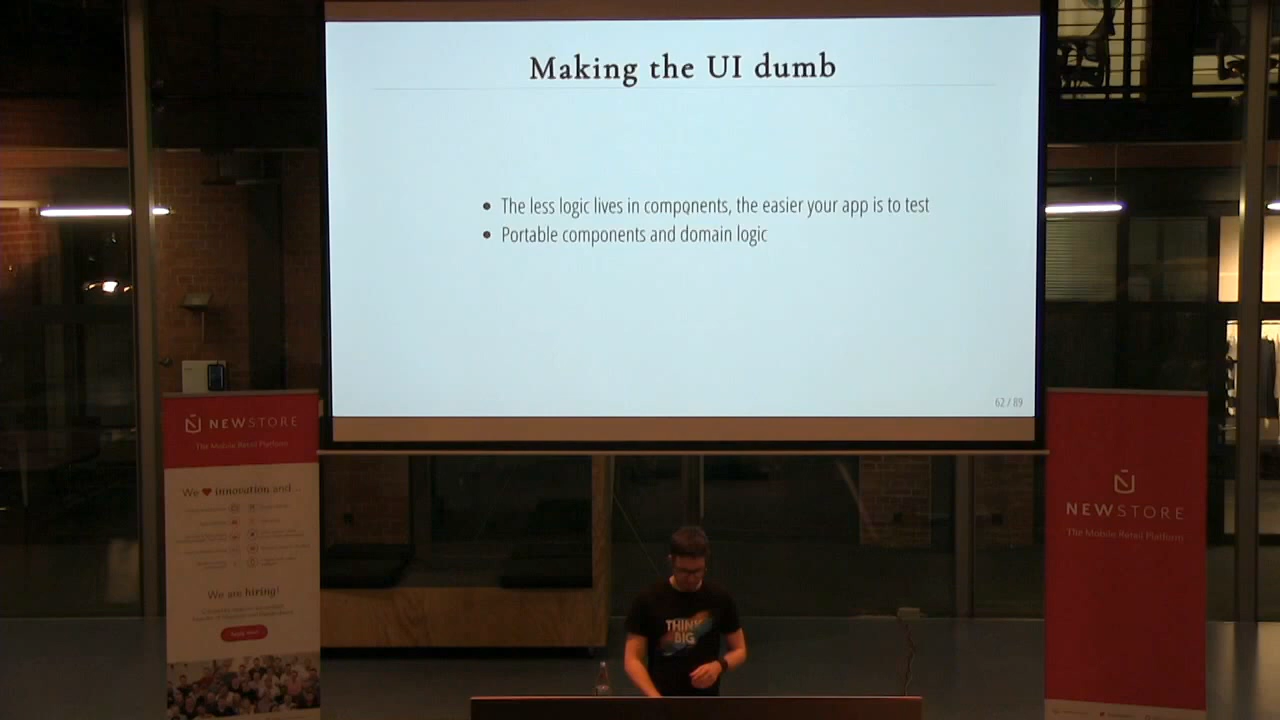 Making the UI dumb
The less logic lives in components, the easier your app is to test
Portable components and domain logic
62 / 89
NEWSTORE
The Mobile Retail Platform
We ♥ innovation and...
We are hiring!
THINK
BIG
NEWSTORE
The Mobile Retail Platform